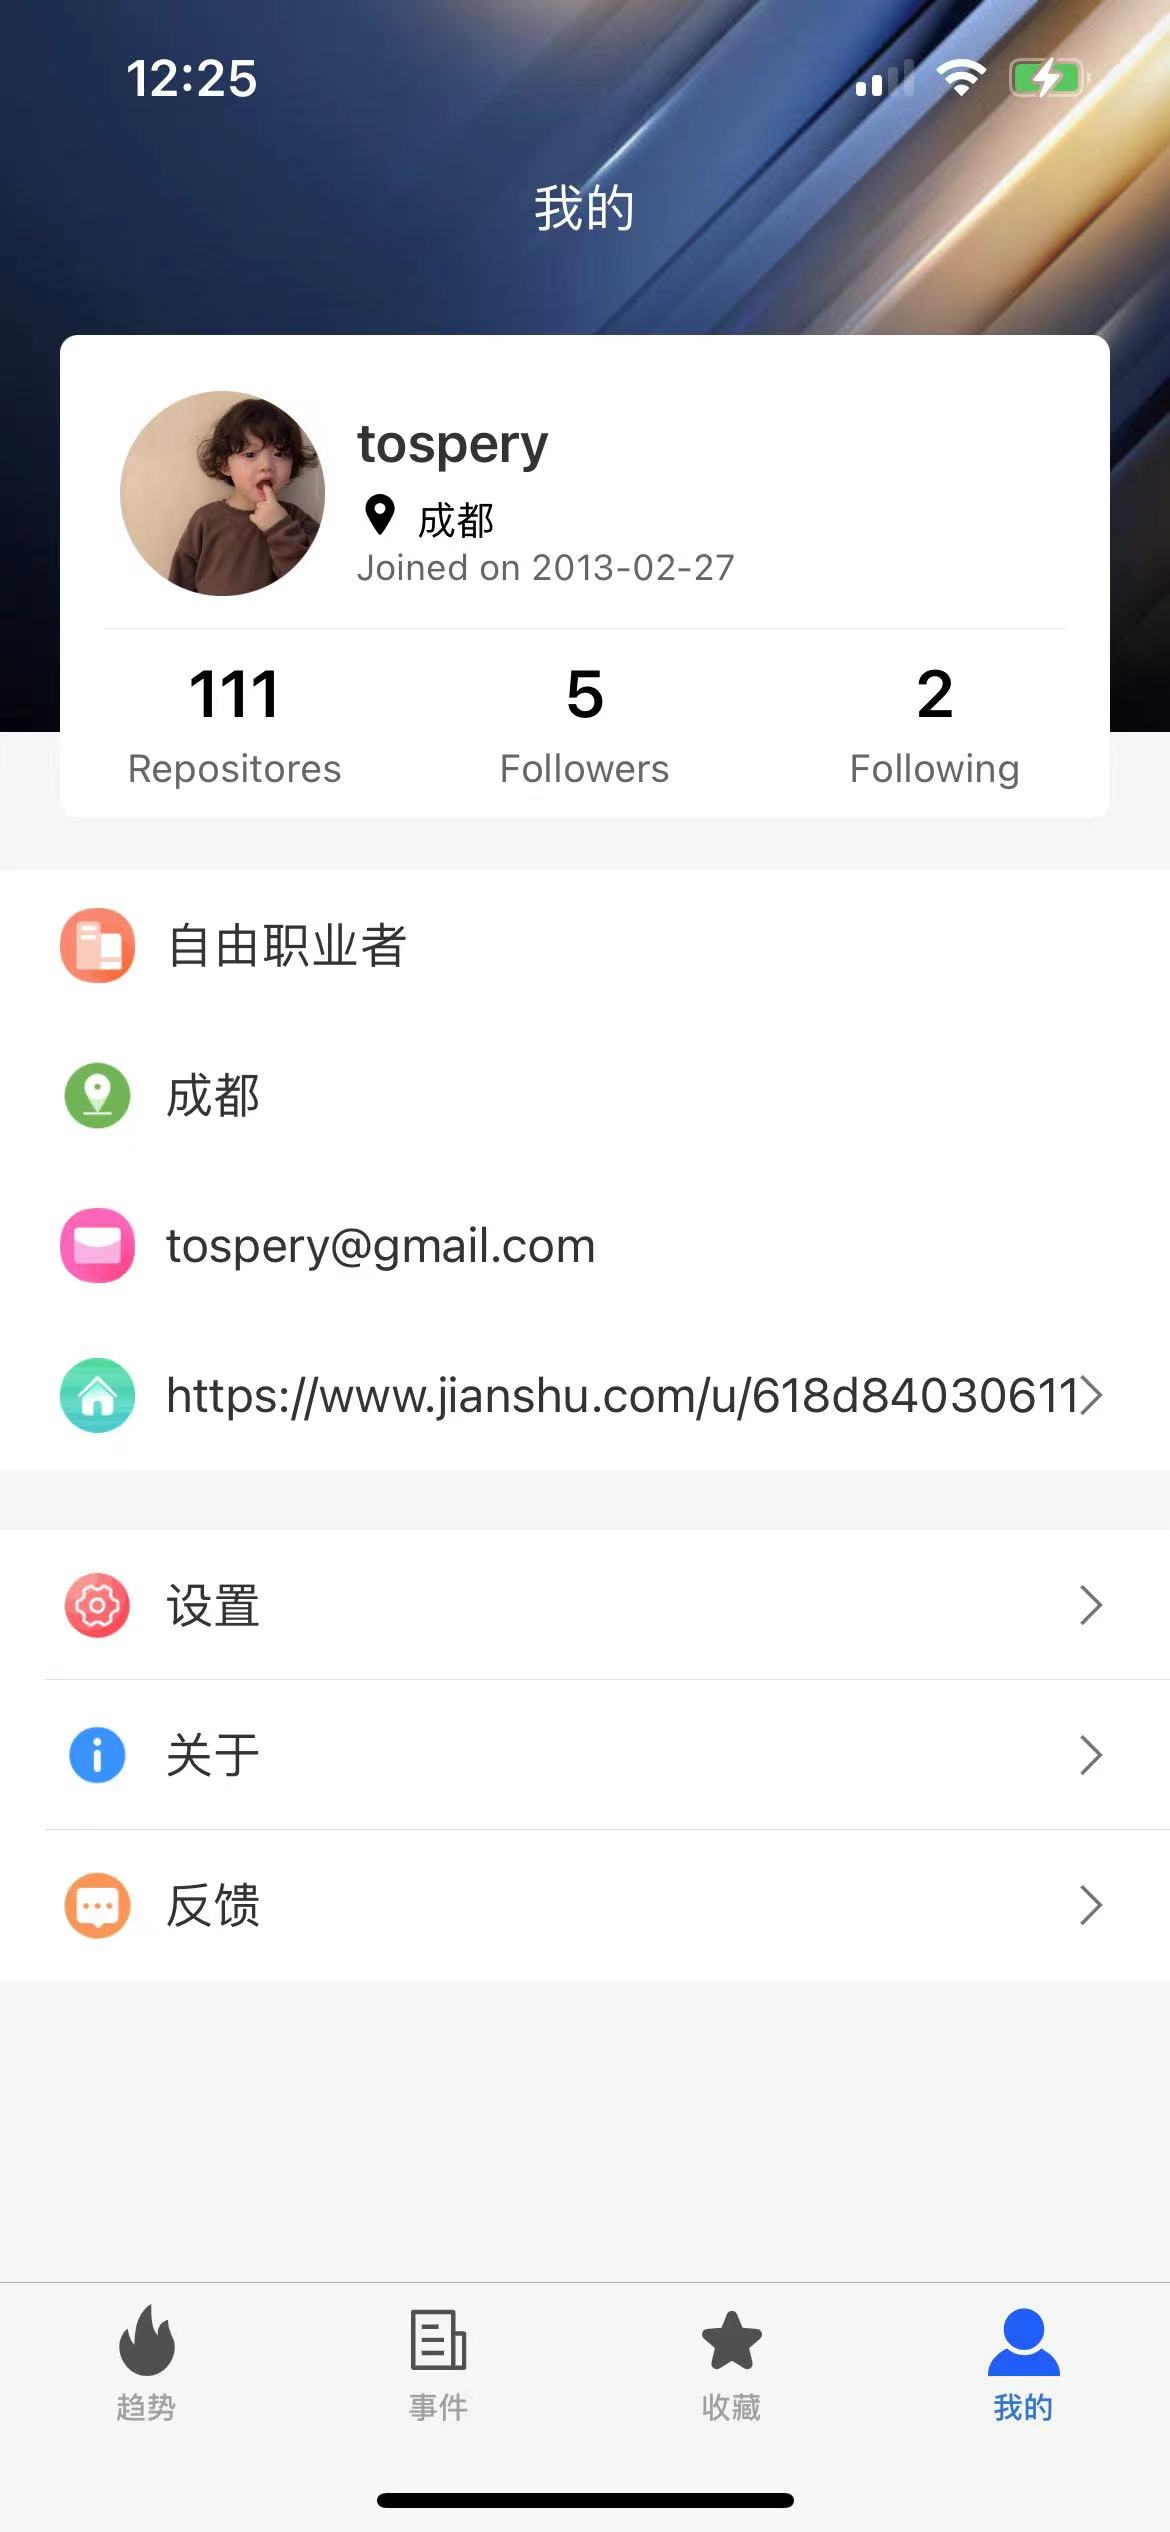 12:25
我的
tospery
成都
Joined on 2013-02-27
111
5
2
Repositores
Followers
Following
自由职业者
成都
tospery@gmail.com
https://www.jianshu.com/u/618d84030611
设置
关于
反馈
趋势
事件
收藏
我的